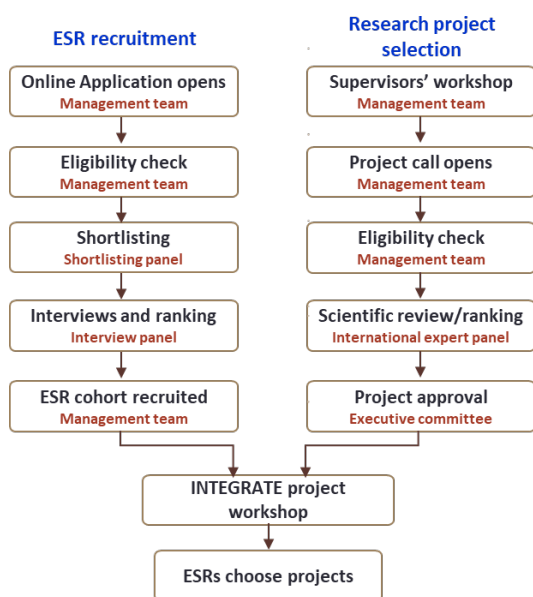 ESR recruitment
Online Application opens
Management team
Eligibility check
Management team
Shortlisting
Shortlisting panel
Interviews and ranking
Interview panel
ESR cohort recruited
Management team
Research project
selection
Supervisors’ workshop
Management team
Project call opens
Management team
Eligibility check
Management team
Scientific review/ranking
International expert panel
Project approval
Executive committee
INTEGRATE project
workshop
ESRs choose projects